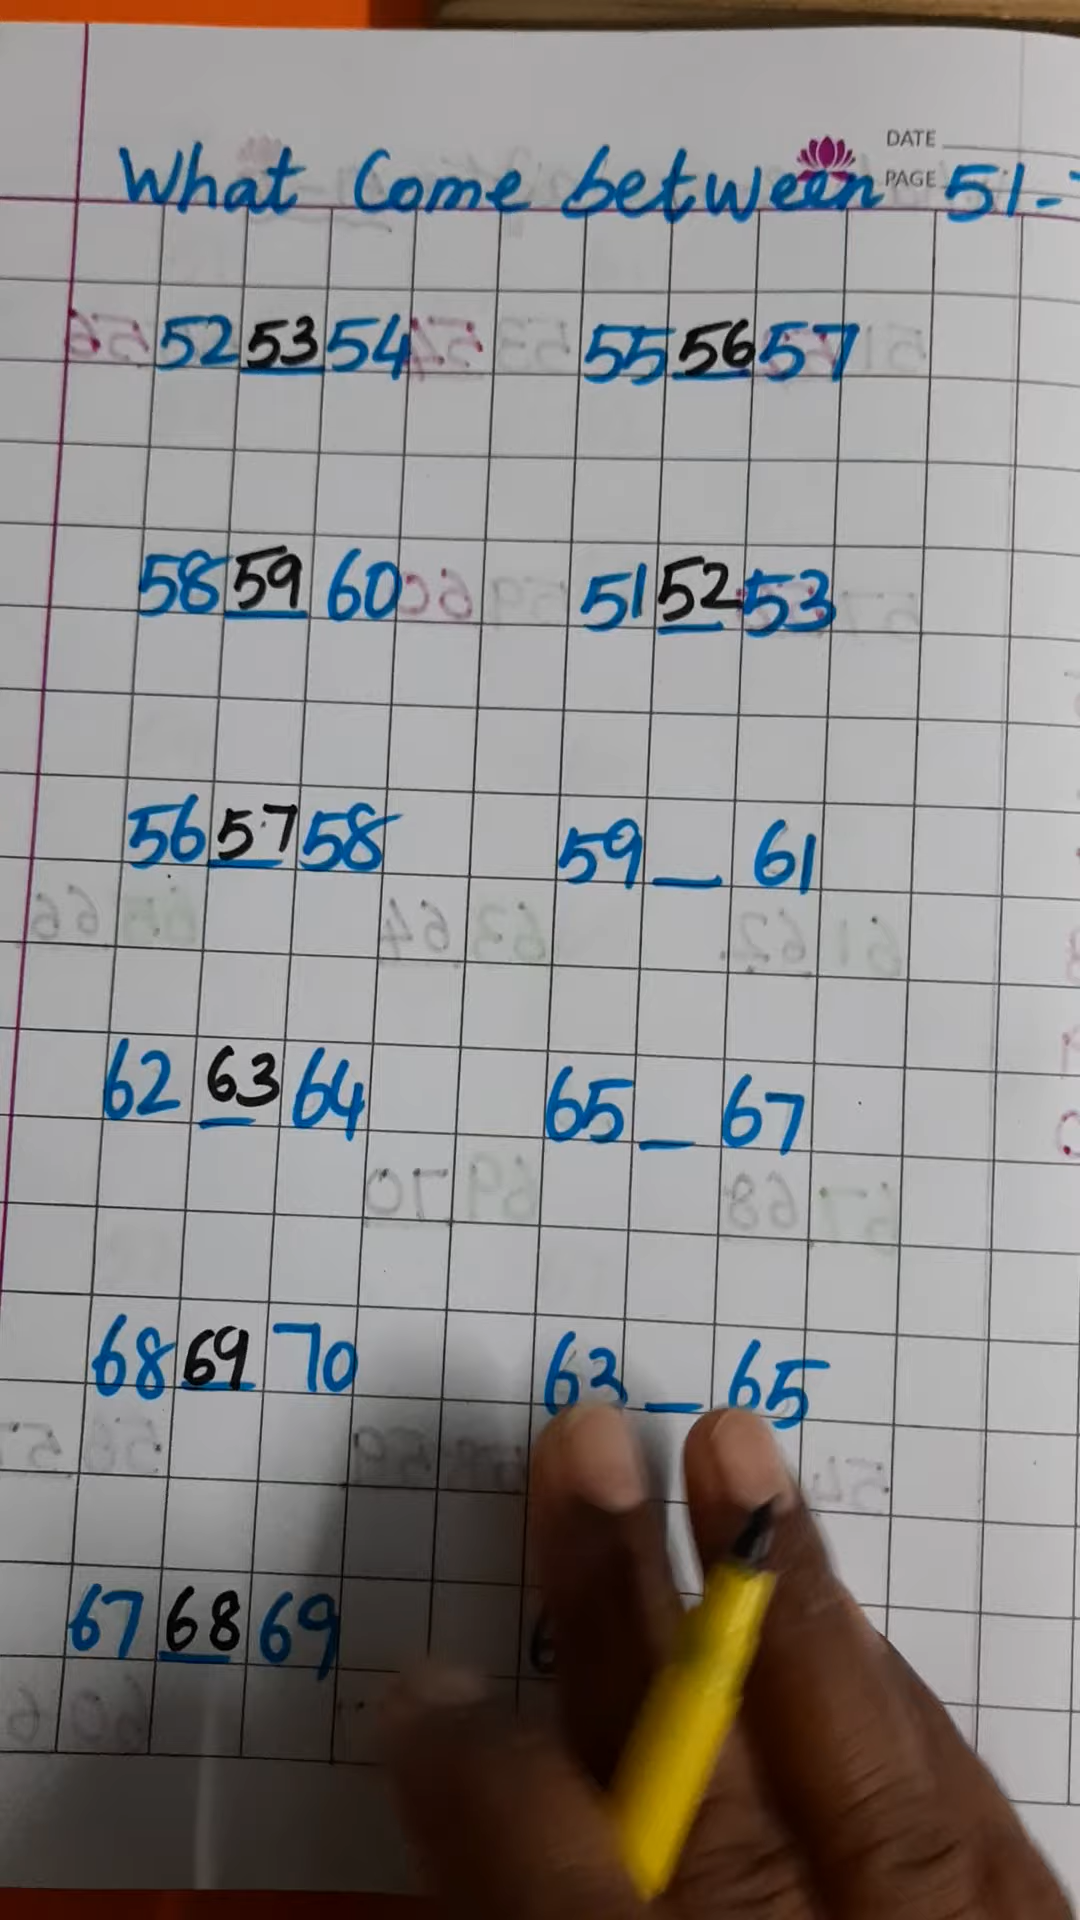 DATE
PAGE
What Come between 51-
52 53 54 55 56 57
58 59 60 51 52 53
56 57 58 59 _ 61
62 63 64 65 _ 67
68 69 70 63 _ 65
67 68 69